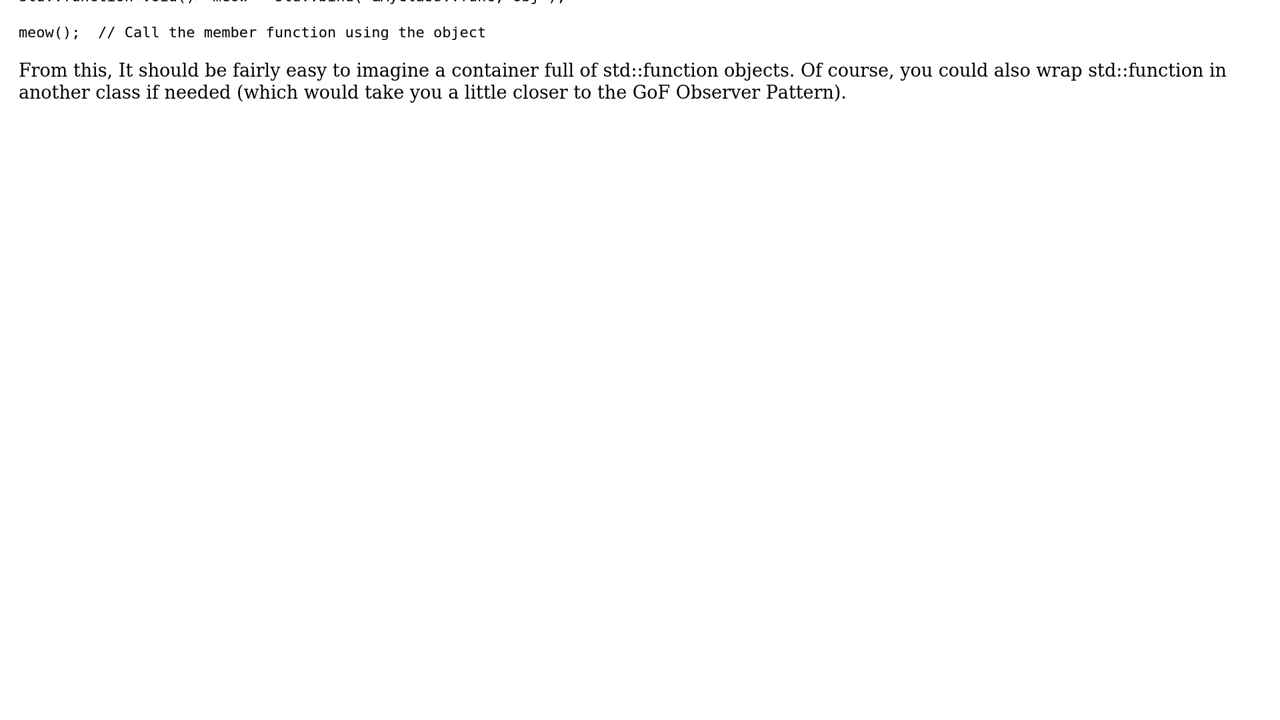 meow();  // Call the member function using the object
From this, It should be fairly easy to imagine a container full of std::function objects. Of course, you could also wrap std::function in
another class if needed (which would take you a little closer to the GoF Observer Pattern).